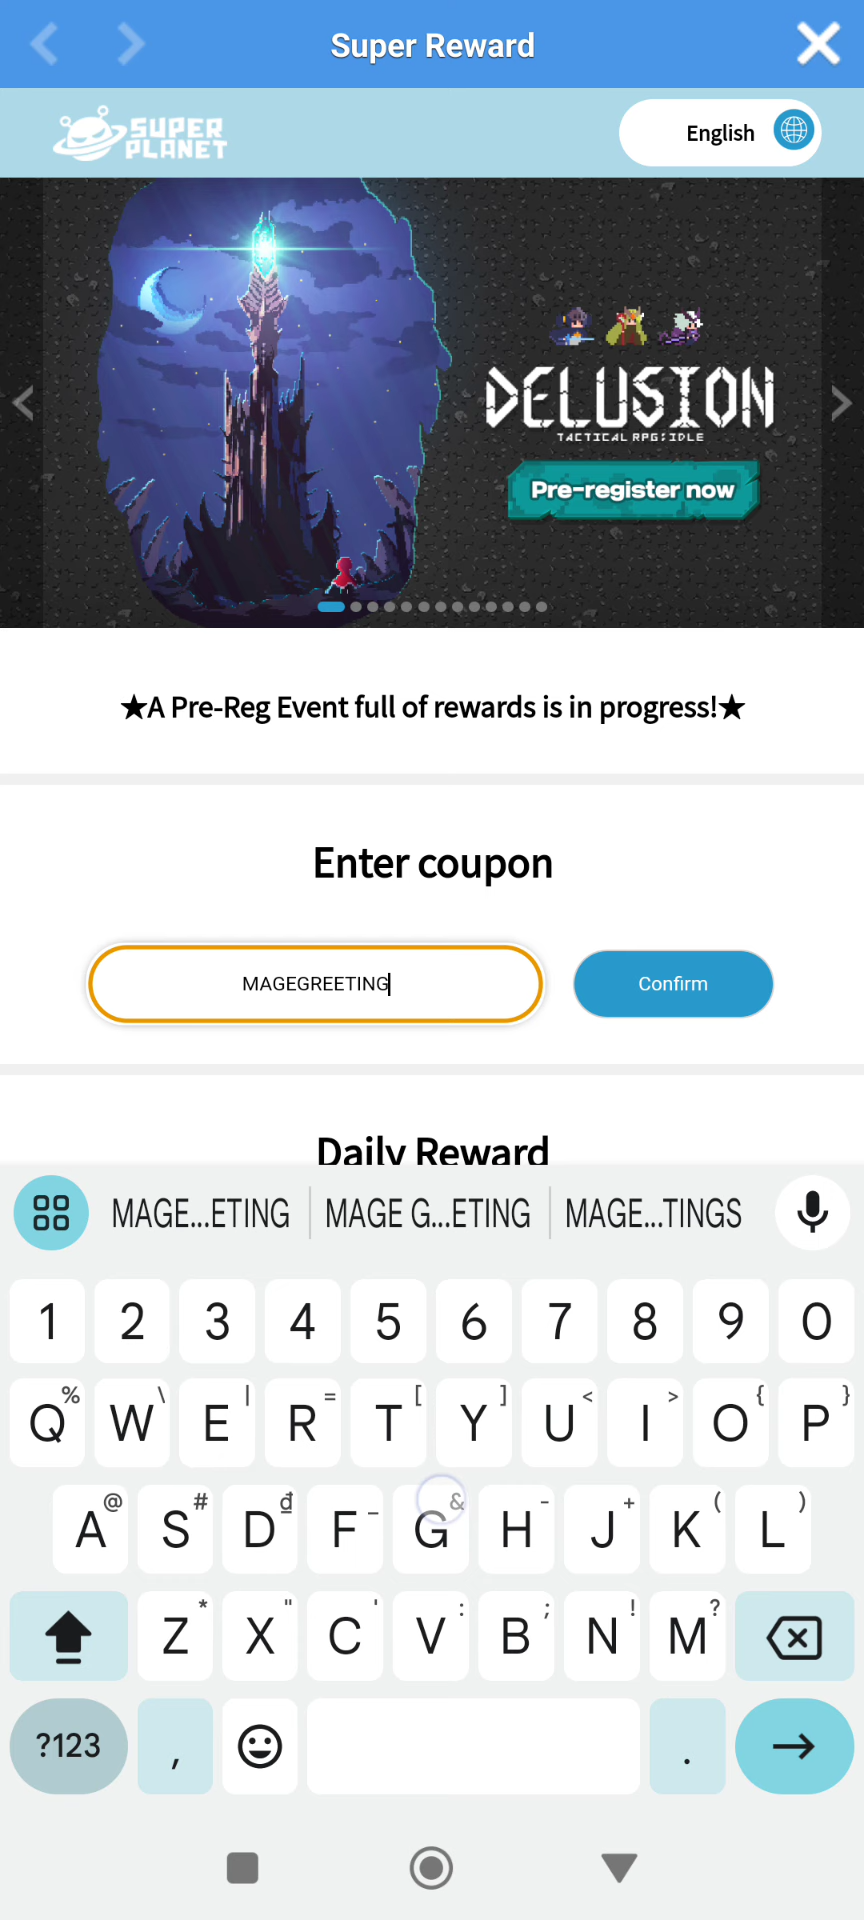 Super Reward
SUPER
PLANET
English
DELUSION
TACTICAL RPG:IDLE
Pre-register now
★A Pre-Reg Event full of rewards is in progress!★
Enter coupon
MAGEGREETING
Confirm
Daily Reward
MAGE...ETING
MAGE G...ETING
MAGE...TINGS
1 2 3 4 5 6 7 8 9 0
Q % W \ E | R = T [ Y ] U < I > O { P }
A @ S # D đ F _ G & H - J + K ( L )
Z * X " C ' V : B ; N ! M ?
?123 , .